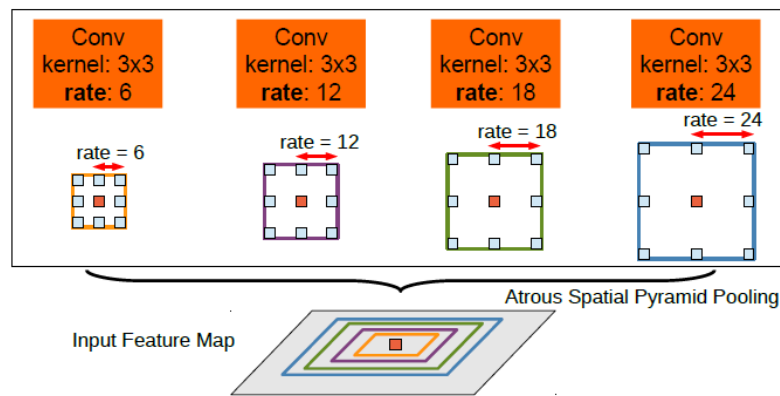 Conv
kernel: 3x3
rate: 6
Conv
kernel: 3x3
rate: 12
Conv
kernel: 3x3
rate: 18
Conv
kernel: 3x3
rate: 24
rate = 6
rate = 12
rate = 18
rate = 24
Atrous Spatial Pyramid Pooling
Input Feature Map